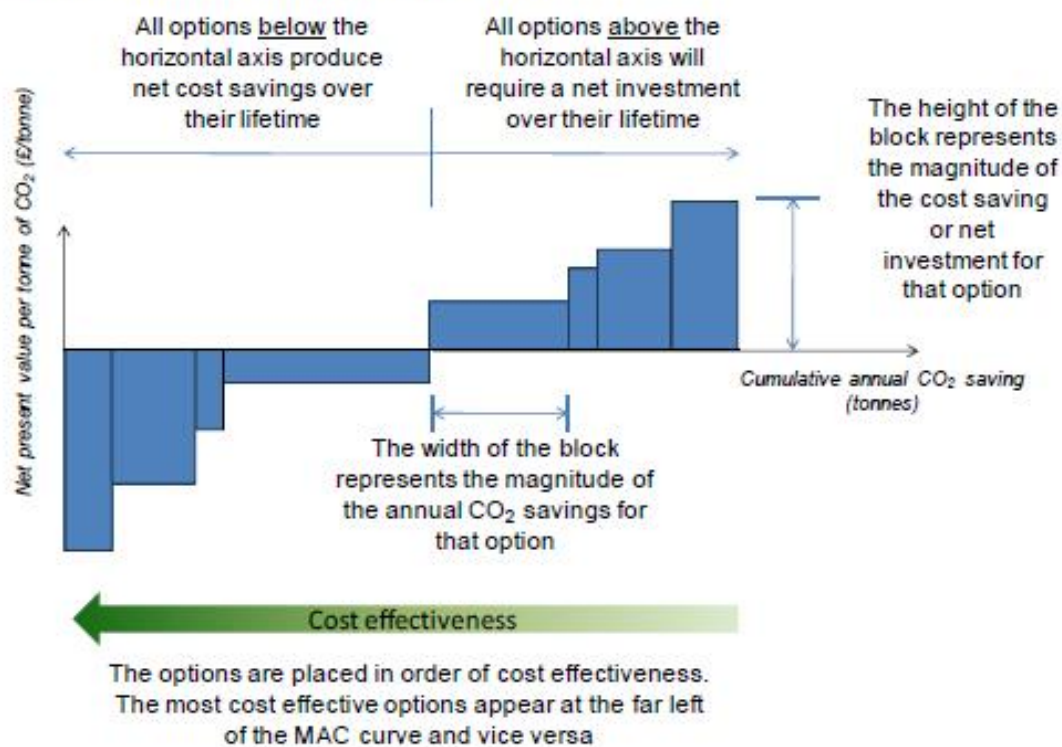 All options below the
horizontal axis produce
net cost savings over
their lifetime
All options above the
horizontal axis will
require a net investment
over their lifetime
The height of the
block represents
the magnitude of
the cost saving
or net
investment for
that option
Net present value per tonne of CO₂ (£/tonne)
Cumulative annual CO₂ saving
(tonnes)
The width of the block
represents the magnitude of
the annual CO₂ savings for
that option
Cost effectiveness
The options are placed in order of cost effectiveness.
The most cost effective options appear at the far left
of the MAC curve and vice versa